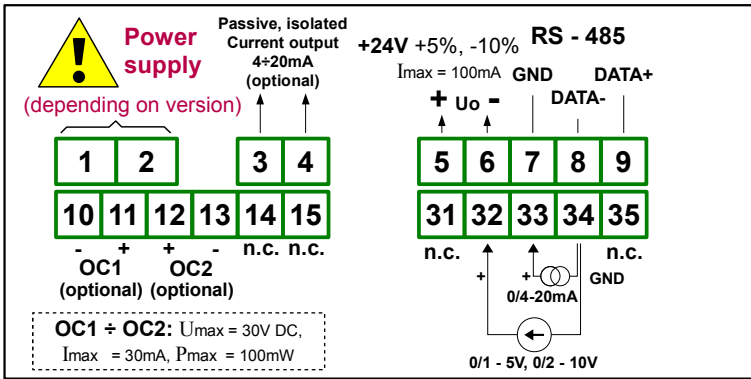 Power
supply
(depending on version)
Passive, isolated
Current output
4÷20mA
(optional)
+24V +5%, -10%
Imax = 100mA
+ Uo -
RS - 485
GND DATA+
DATA-
1 2 3 4 5 6 7 8 9
10 11 12 13 14 15 31 32 33 34 35
- + + - n.c. n.c. n.c. n.c.
OC1 OC2
(optional) (optional)
+ + GND
0/4-20mA
0/1 - 5V, 0/2 - 10V
OC1 ÷ OC2: Umax = 30V DC,
Imax = 30mA, Pmax = 100mW